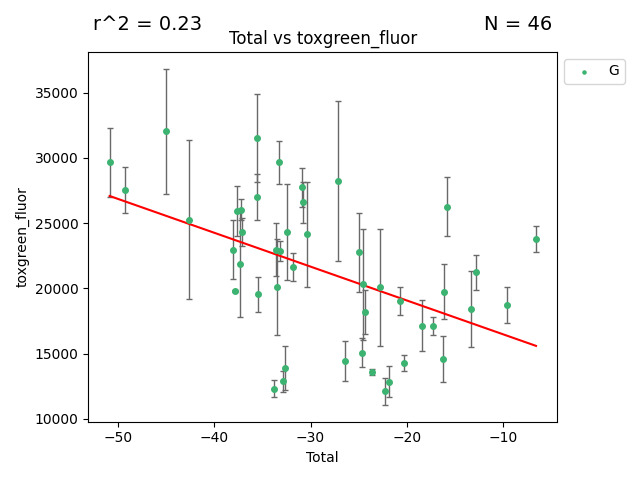 r^2 = 0.23
N = 46
Total vs toxgreen_fluor
G
35000
30000
25000
20000
15000
10000
toxgreen_fluor
−50
−40
−30
−20
−10
Total